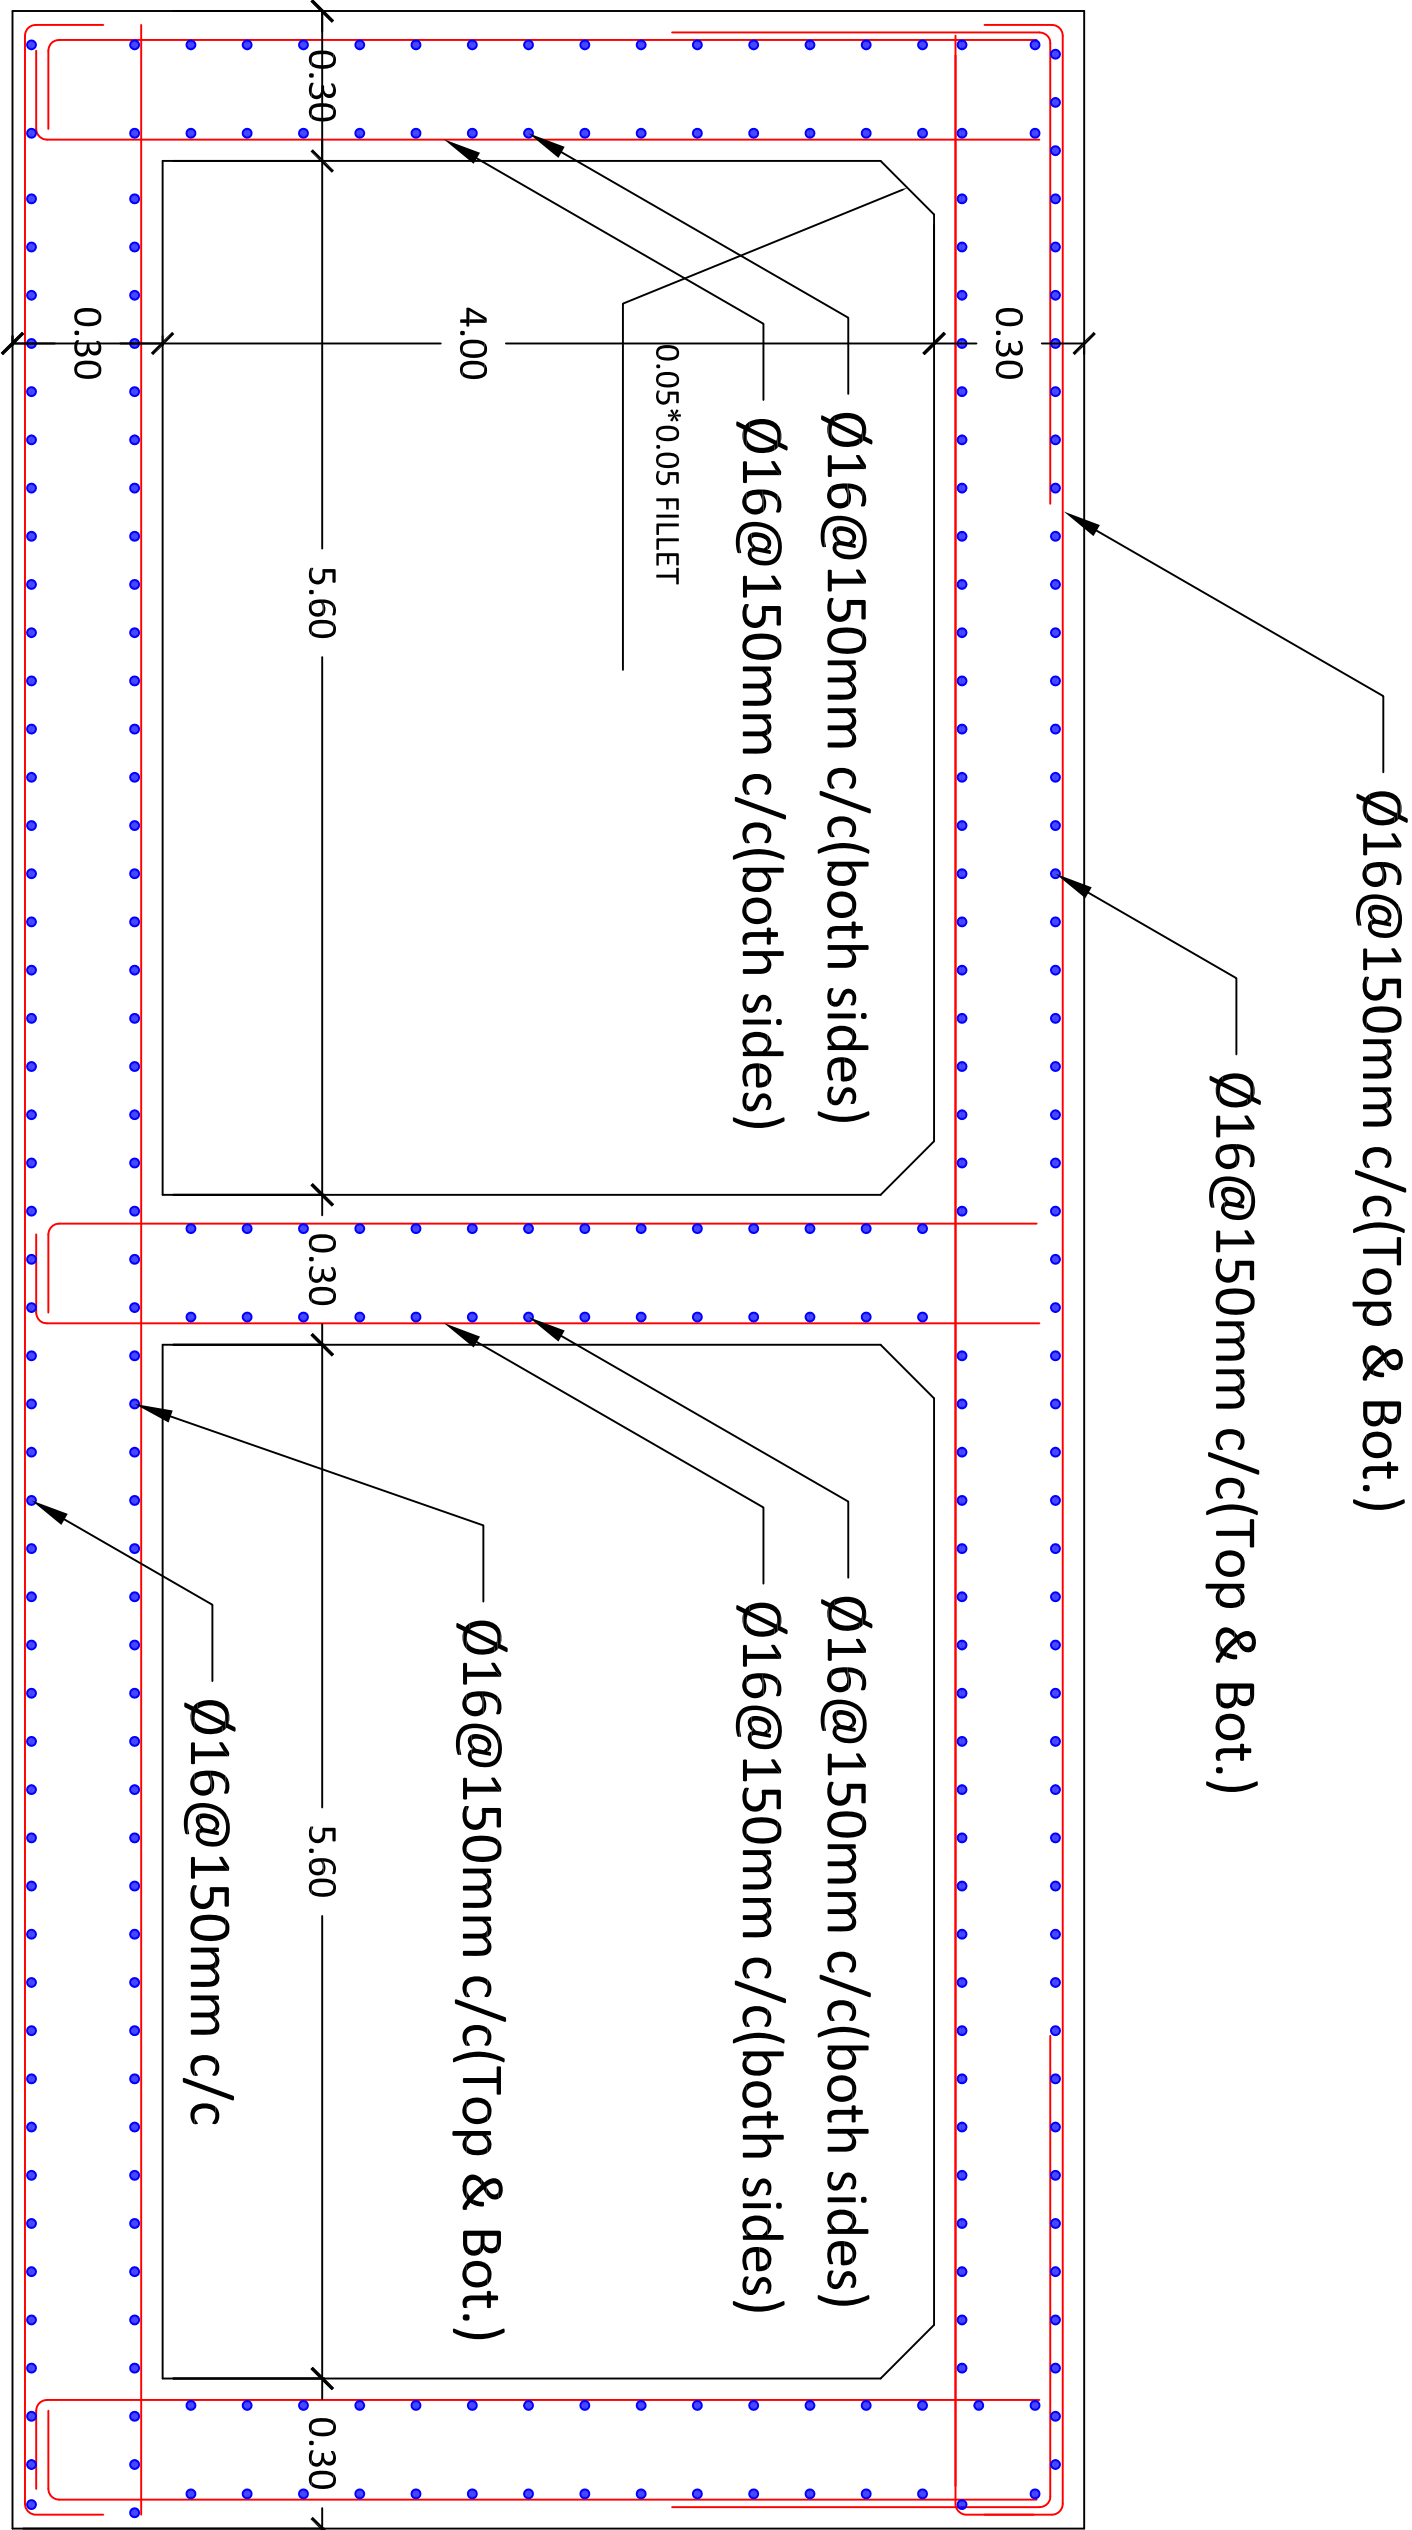 Ø16@150mm c/c(Top & Bot.)
Ø16@150mm c/c(Top & Bot.)
0.30
Ø16@150mm c/c(both sides)
Ø16@150mm c/c(both sides)
Ø16@150mm c/c(both sides)
Ø16@150mm c/c(both sides)
0.05*0.05 FILLET
4.00
Ø16@150mm c/c(Top & Bot.)
0.30
5.60
0.30
5.60
0.30
Ø16@150mm c/c
0.30